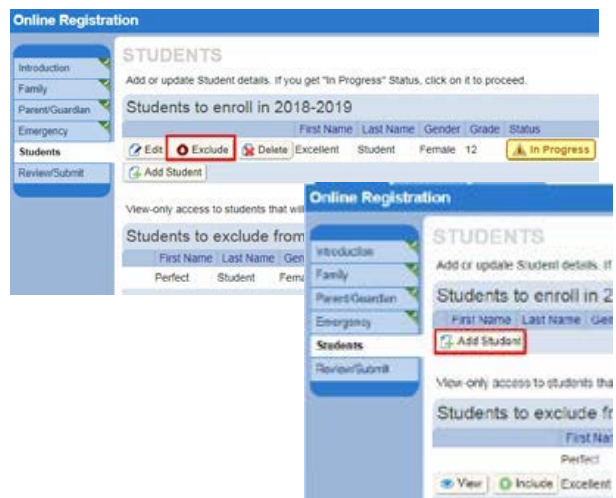 Online Registration
Introduction
Family
Parent/Guardian
Emergency
Students
Review/Submit
STUDENTS
Add or update Student details. If you get "In Progress" Status, click on it to proceed.
Students to enroll in 2018-2019
First Name Last Name Gender Grade Status
Edit Exclude Delete Excellent Student Female 12 In Progress
Add Student
View-only access to students that will
Students to exclude from
First Name Last Name Gen
Perfect Student Fema
Online Registration
Introduction
Family
Parent/Guardian
Emergency
Students
Review/Submit
STUDENTS
Add or update Student details. If
Students to enroll in 2
First Name Last Name Gen
Add Student
View-only access to students tha
Students to exclude fr
First Nam
Perfect
View Include Excellent